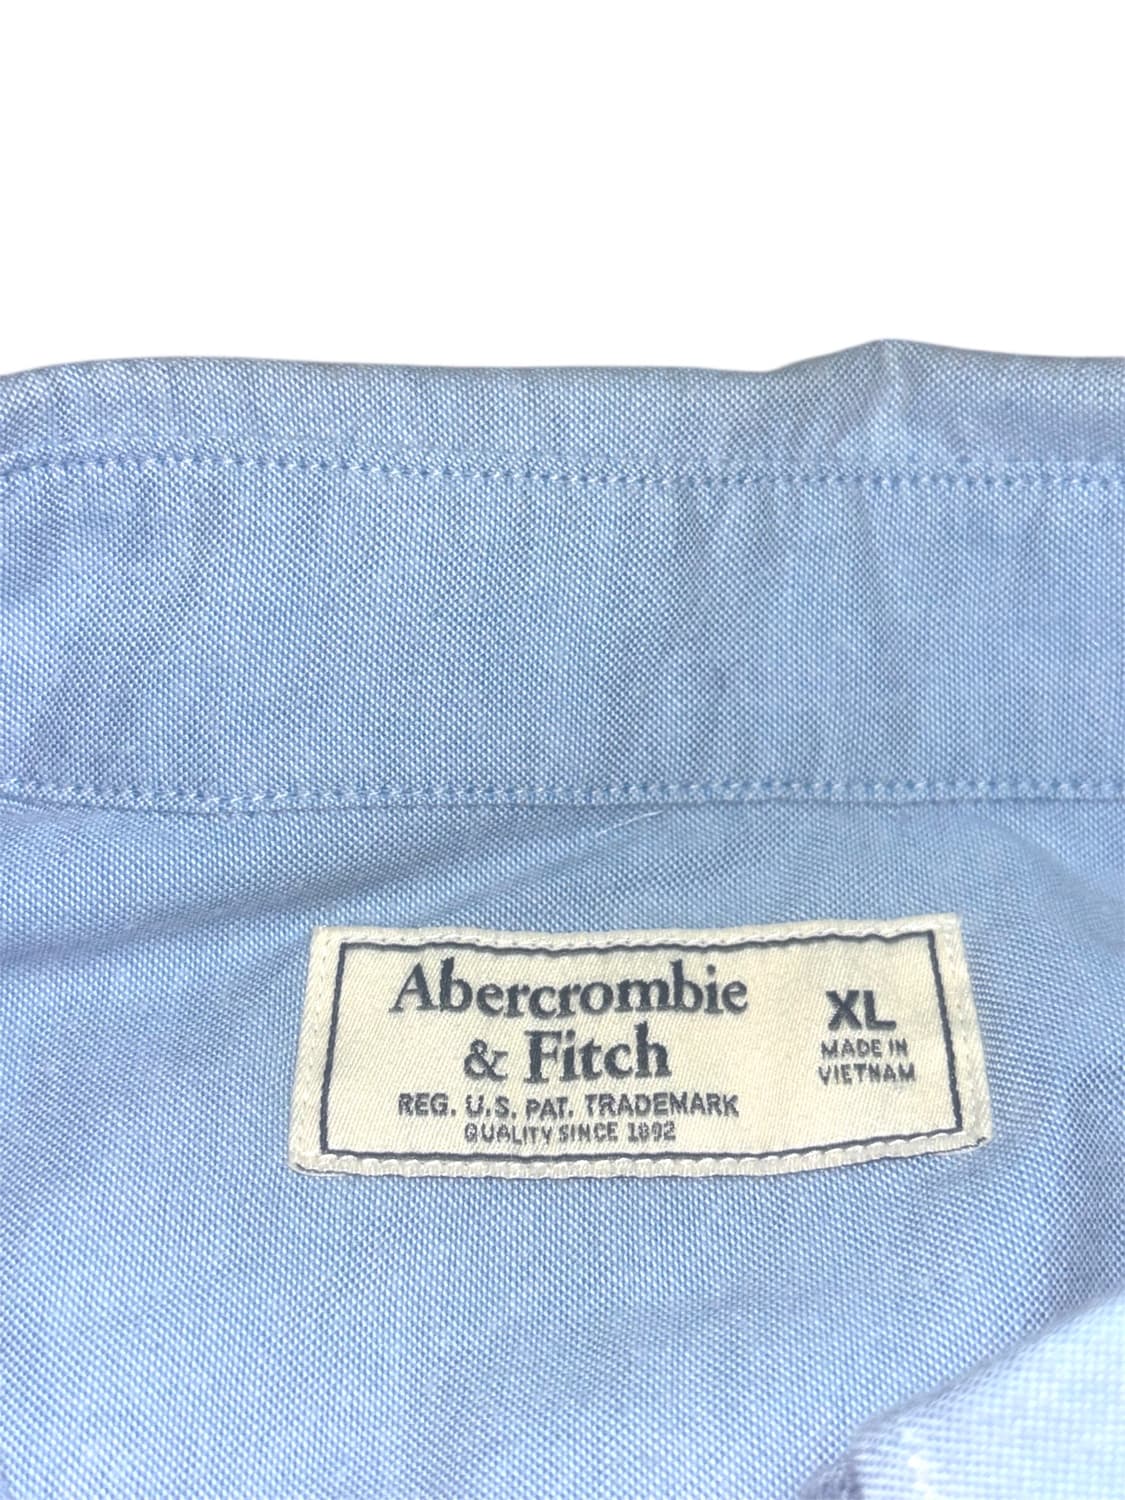 Abercrombie
& Fitch
REG. U.S. PAT. TRADEMARK
QUALITY SINCE 1892
XL
MADE IN
VIETNAM